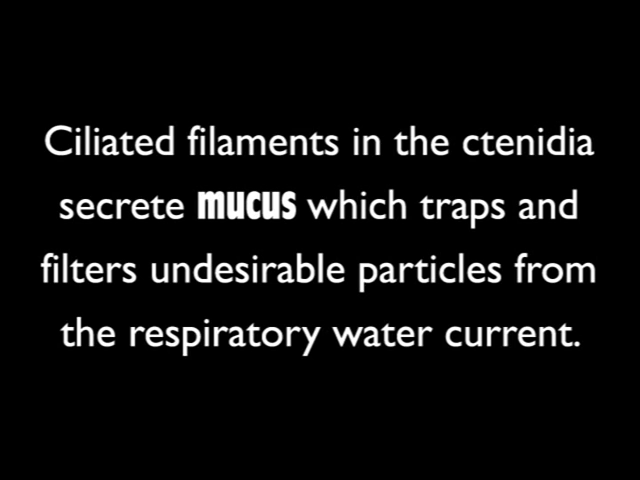 Ciliated filaments in the ctenidia
secrete mucus which traps and
filters undesirable particles from
the respiratory water current.